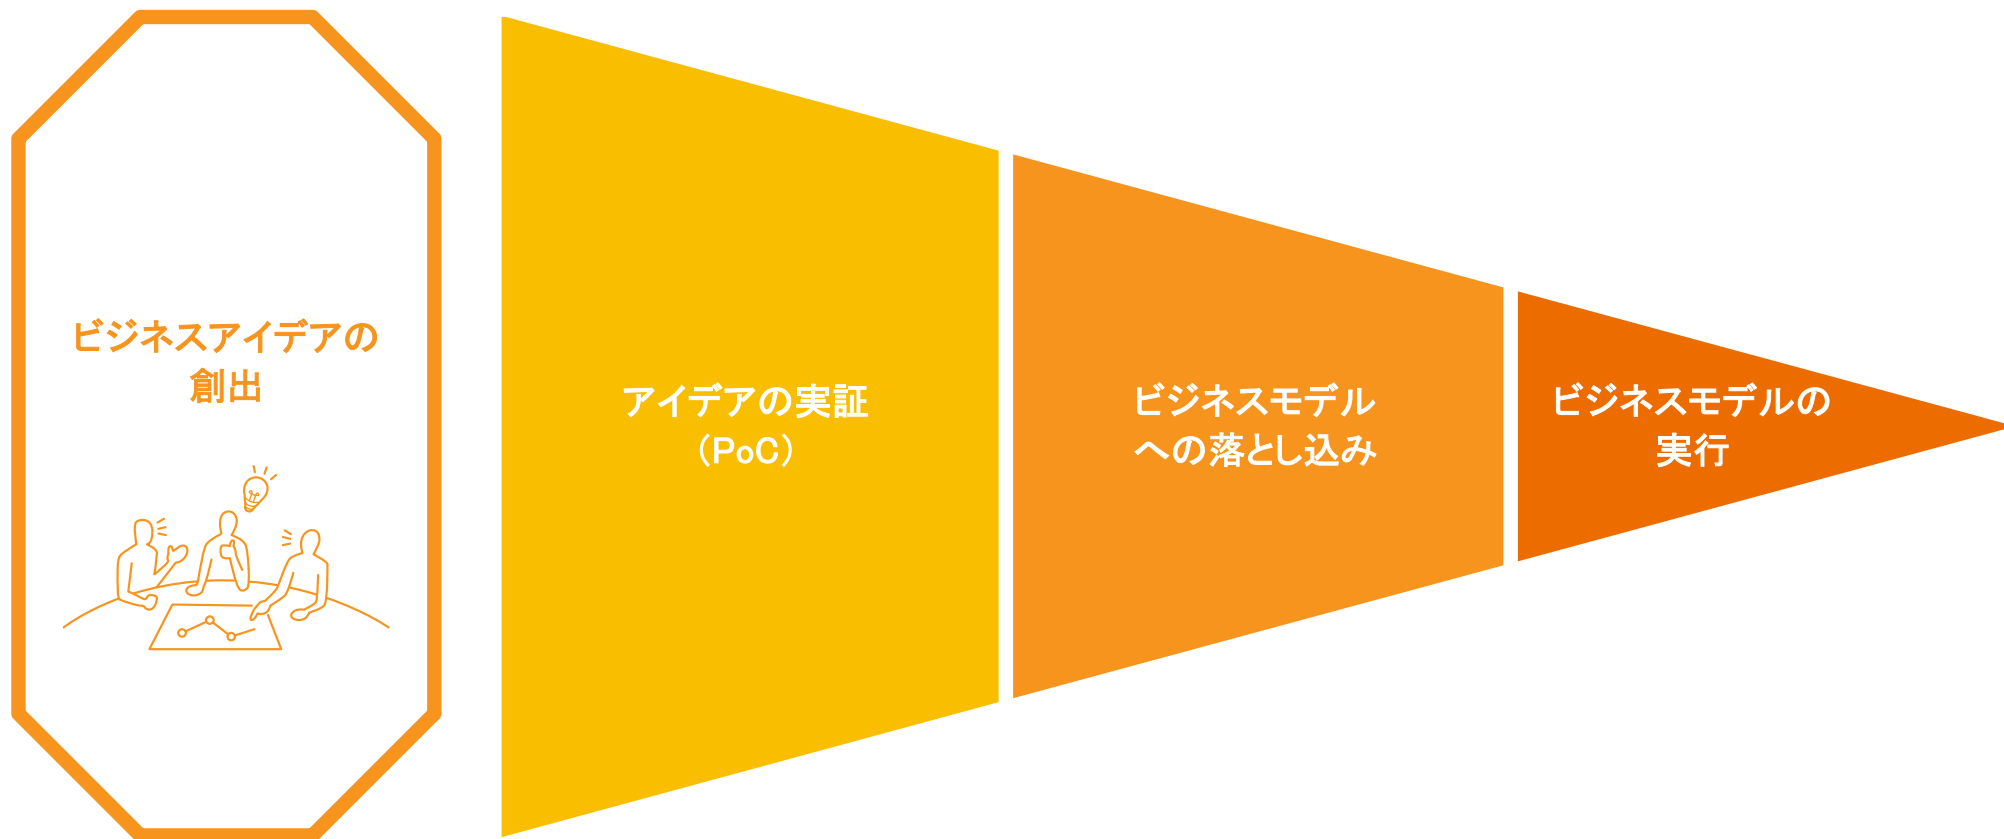 ビジネスアイデアの
創出
アイデアの実証
（PoC）
ビジネスモデル
への落とし込み
ビジネスモデルの
実行